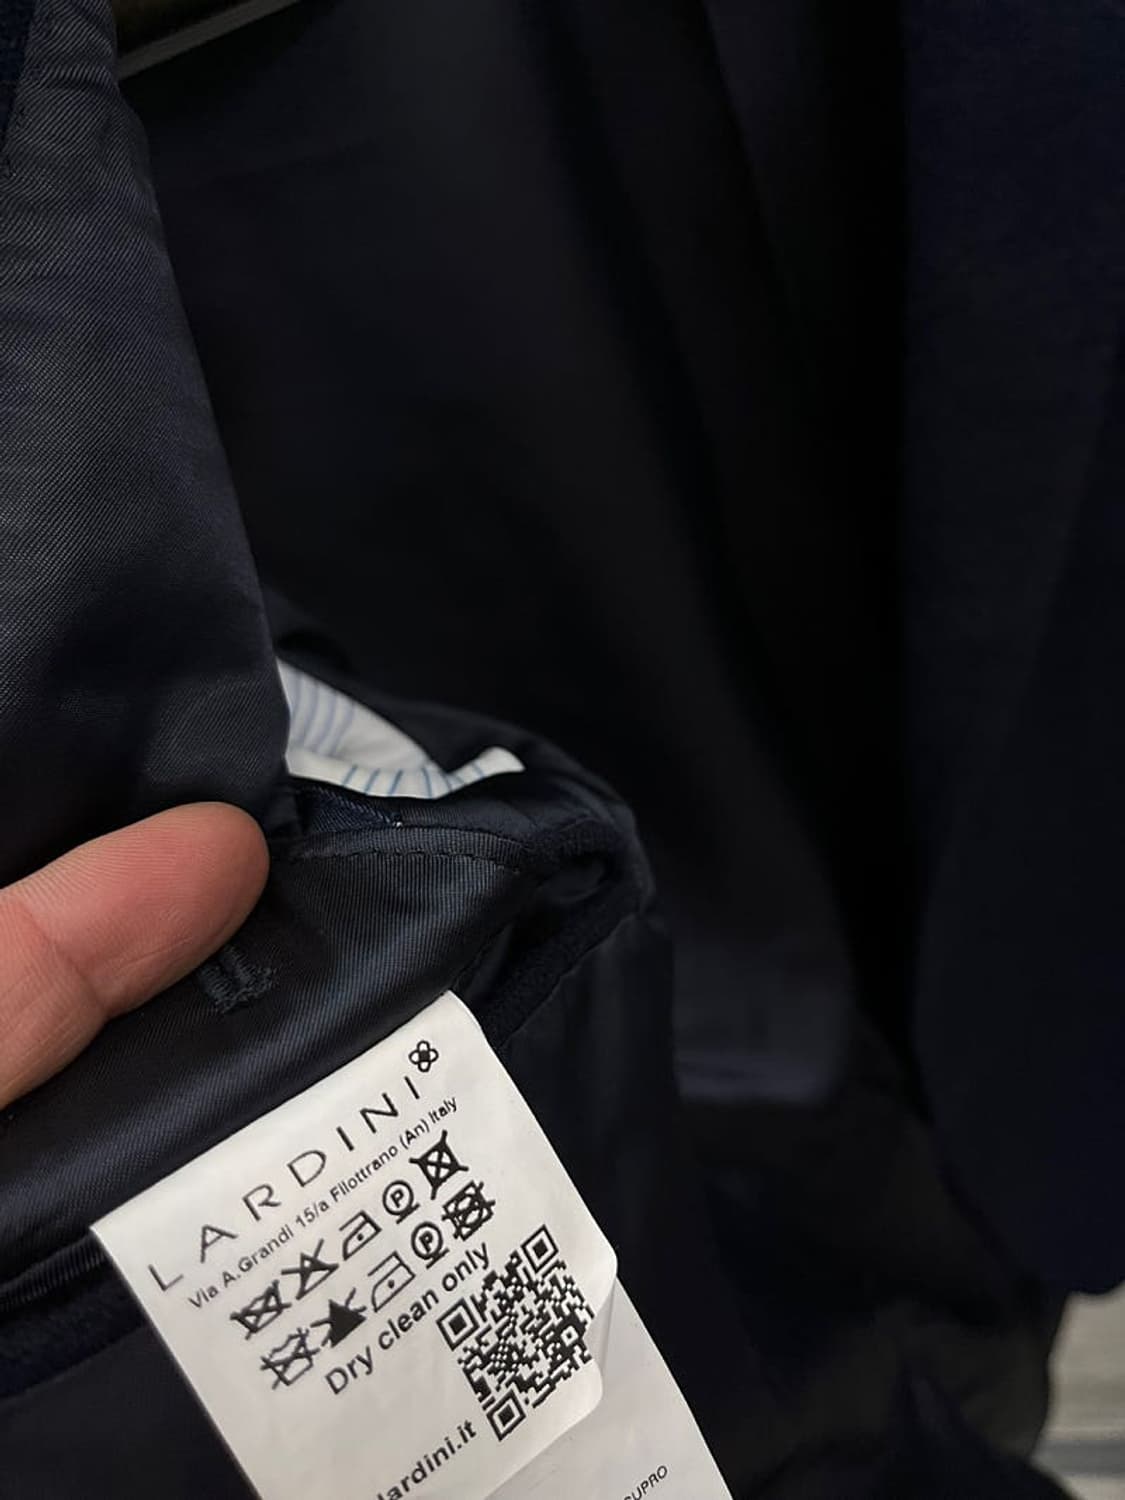 LARDINI
Via A.Grandi 15/a Filottrano (An) Italy
P
P
Dry clean only
lardini.it
CUPRO